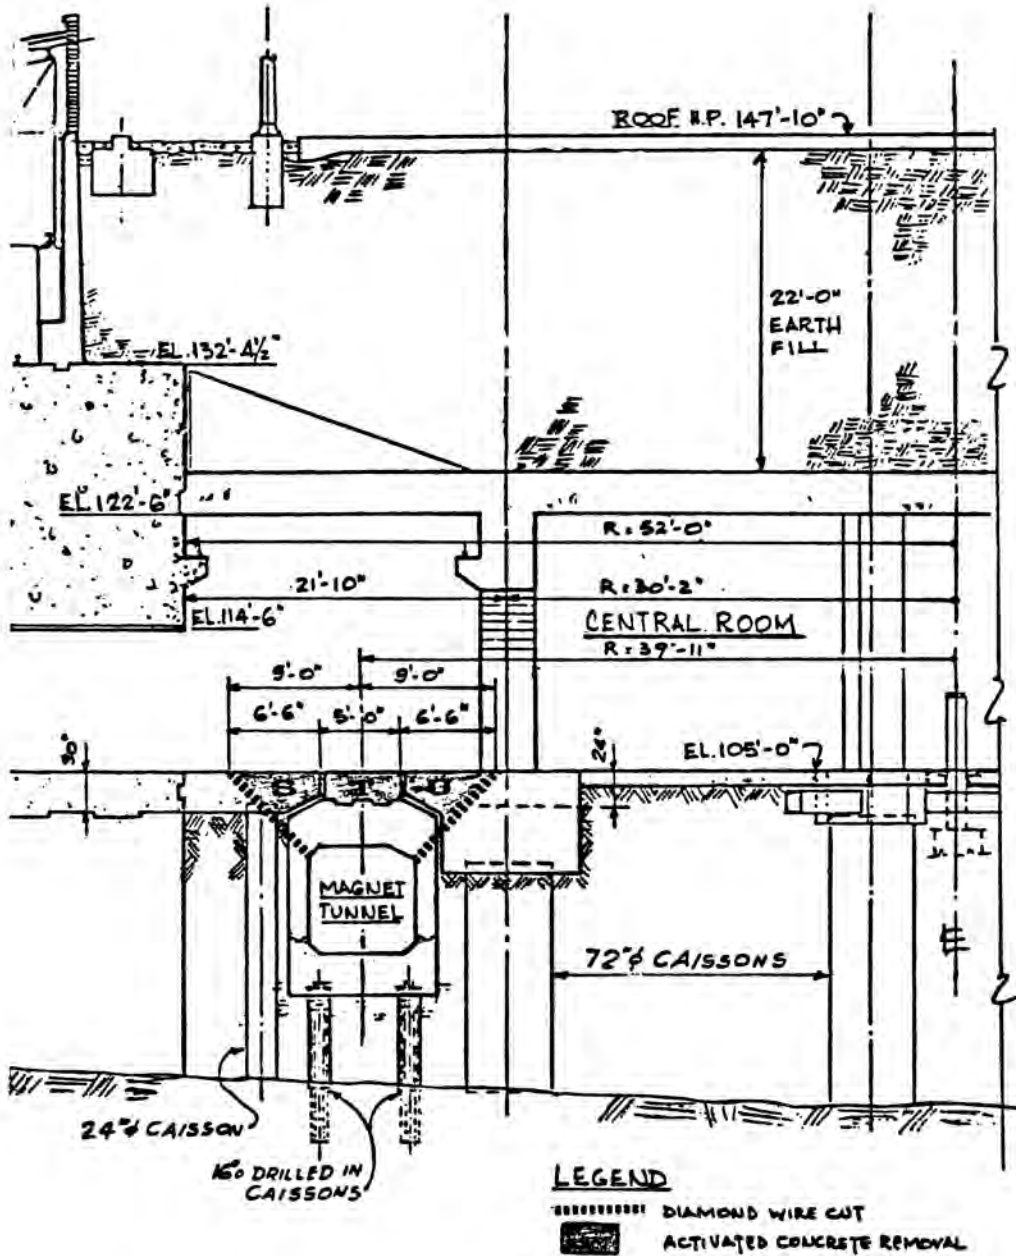 ROOF H.P. 147'-10"
22'-0"
EARTH
FILL
EL.132'-4½"
EL.122'-6"
R=52'-0"
21'-10"
R=30'-2"
EL.114'-6"
CENTRAL ROOM
R=39'-11"
9'-0" 9'-0"
6'-6" 5'-0" 6'-6"
30"
24"
EL.105'-0"
MAGNET
TUNNEL
72"⌀ CAISSONS
24"⌀ CAISSON
DRILLED IN
CAISSONS
LEGEND
DIAMOND WIRE CUT
ACTIVATED CONCRETE REMOVAL